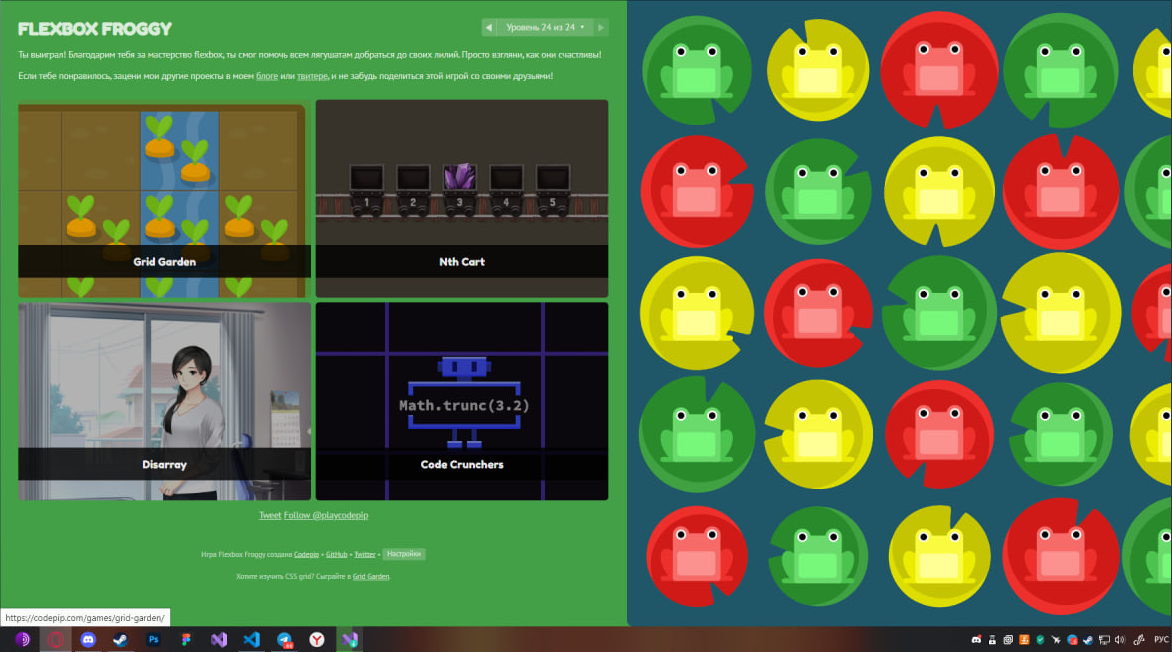 FLEXBOX FROGGY
Уровень 24 из 24
Ты выиграл! Благодарим тебя за мастерство flexbox, ты смог помочь всем лягушатам добраться до своих лилий. Просто взгляни, как они счастливы!
Если тебе понравилось, зацени мои другие проекты в моем блоге или твитере, и не забудь поделиться этой игрой со своими друзьями!
1 2 3 4 5
Grid Garden
Nth Cart
Math.trunc(3.2)
Disarray
Code Crunchers
Tweet Follow @playcodepip
Игра Flexbox Froggy создана Codepip • GitHub • Twitter • Настройки
Хотите изучить CSS grid? Сыграйте в Grid Garden.
https://codepip.com/games/grid-garden/
Ps
РУС